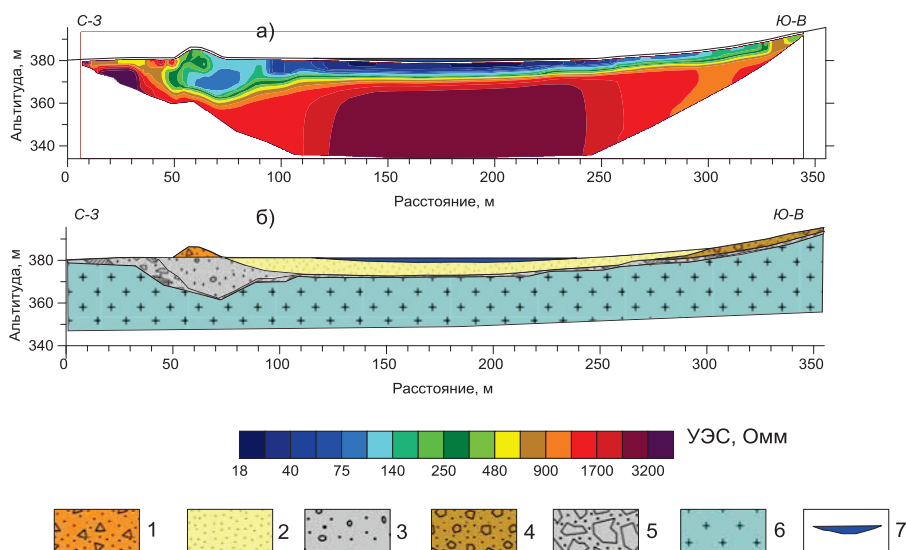 С-З
а)
Ю-В
Альтитуда, м
380
360
340
0 50 100 150 200 250 300 350
Расстояние, м
С-З
б)
Ю-В
Альтитуда, м
380
360
340
0 50 100 150 200 250 300 350
Расстояние, м
УЭС, Омм
18 40 75 140 250 480 900 1700 3200
1 2 3 4 5 6 7